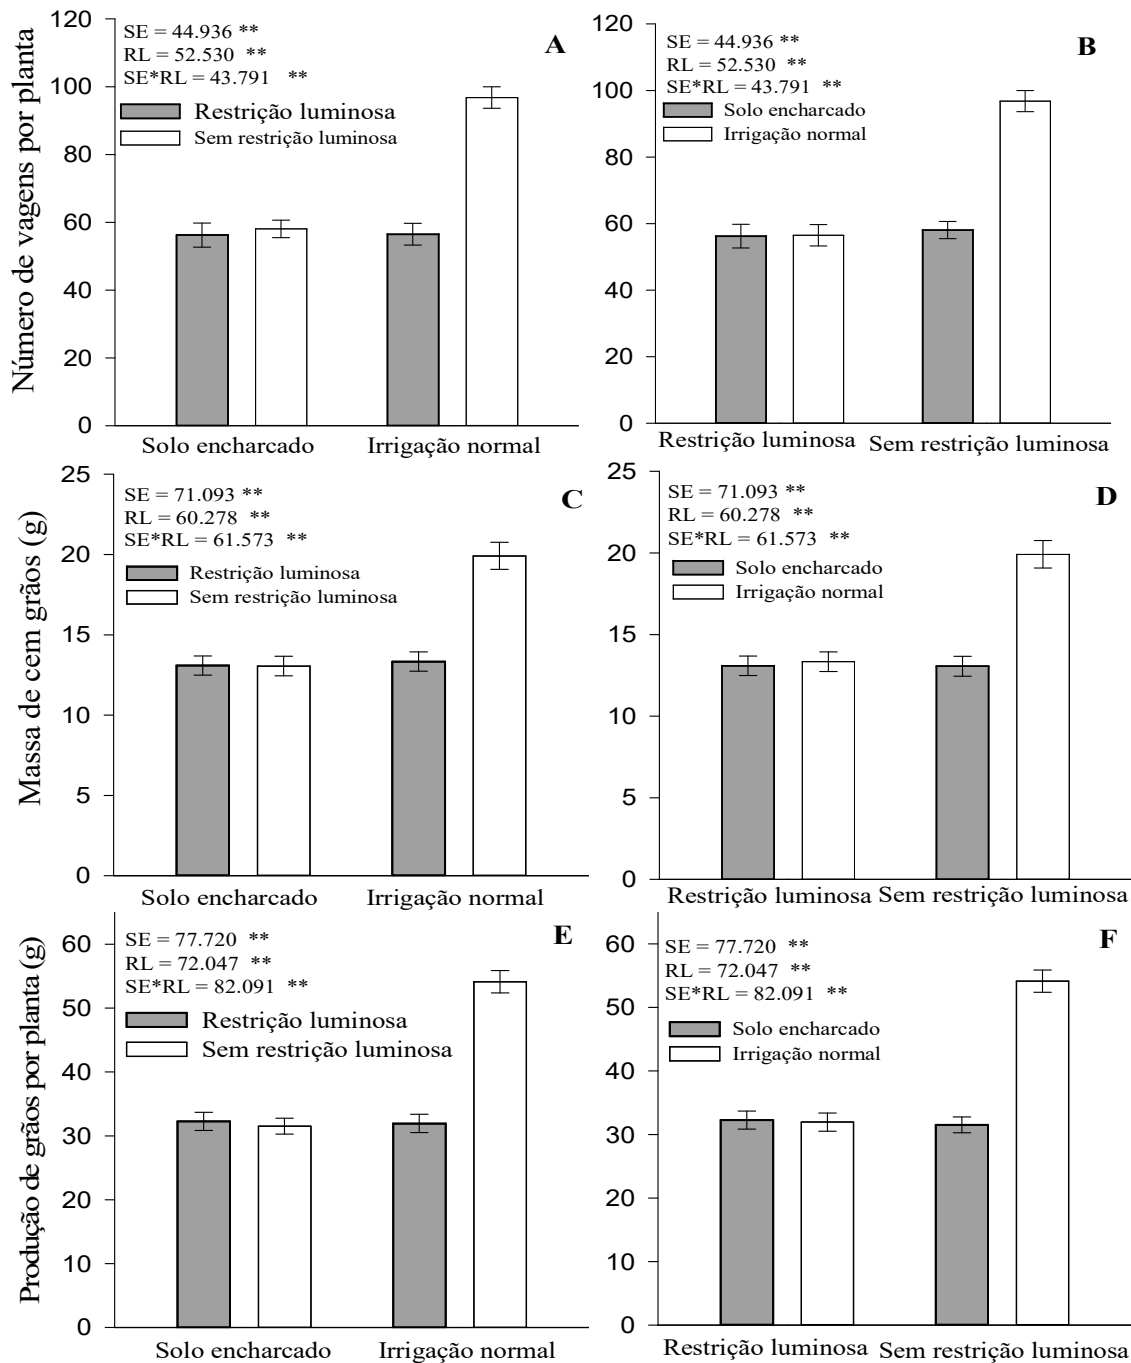 Número de vagens por planta
120
100
80
60
40
20
0
SE = 44.936 **
RL = 52.530 **
SE*RL = 43.791 **
A
Restrição luminosa
Sem restrição luminosa
Solo encharcado
Irrigação normal
120
100
80
60
40
20
0
SE = 44.936 **
RL = 52.530 **
SE*RL = 43.791 **
B
Solo encharcado
Irrigação normal
Restrição luminosa
Sem restrição luminosa
Massa de cem grãos (g)
25
20
15
10
5
0
SE = 71.093 **
RL = 60.278 **
SE*RL = 61.573 **
C
Restrição luminosa
Sem restrição luminosa
Solo encharcado
Irrigação normal
25
20
15
10
5
0
SE = 71.093 **
RL = 60.278 **
SE*RL = 61.573 **
D
Solo encharcado
Irrigação normal
Restrição luminosa
Sem restrição luminosa
Produção de grãos por planta (g)
60
50
40
30
20
10
0
SE = 77.720 **
RL = 72.047 **
SE*RL = 82.091 **
E
Restrição luminosa
Sem restrição luminosa
Solo encharcado
Irrigação normal
60
50
40
30
20
10
0
SE = 77.720 **
RL = 72.047 **
SE*RL = 82.091 **
F
Solo encharcado
Irrigação normal
Restrição luminosa
Sem restrição luminosa